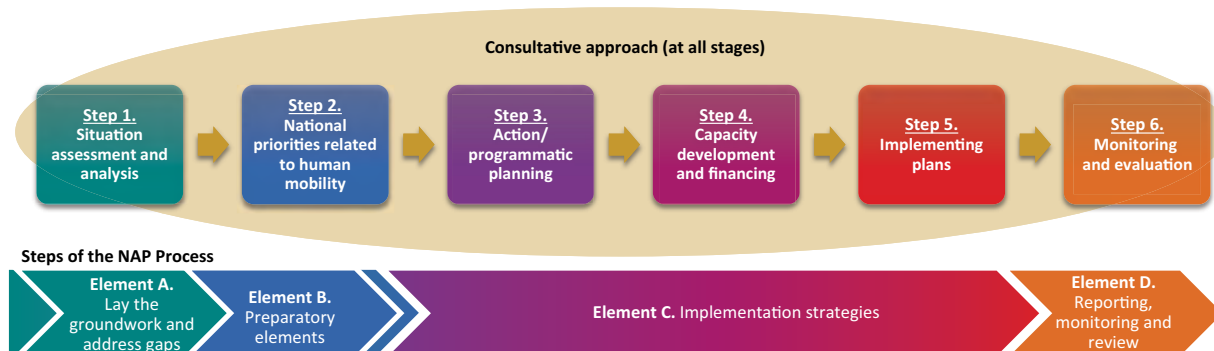 Consultative approach (at all stages)
Step 1.
Situation
assessment and
analysis
Step 2.
National
priorities related
to human
mobility
Step 3.
Action/
programmatic
planning
Step 4.
Capacity
development
and financing
Step 5.
Implementing
plans
Step 6.
Monitoring
and evaluation
Steps of the NAP Process
Element A.
Lay the
groundwork and
address gaps
Element B.
Preparatory
elements
Element C. Implementation strategies
Element D.
Reporting,
monitoring and
review